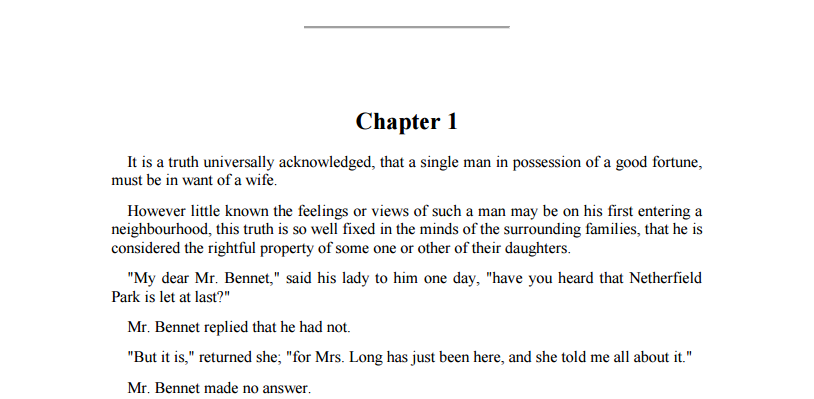 Chapter 1
It is a truth universally acknowledged, that a single man in possession of a good fortune,
must be in want of a wife.
However little known the feelings or views of such a man may be on his first entering a
neighbourhood, this truth is so well fixed in the minds of the surrounding families, that he is
considered the rightful property of some one or other of their daughters.
"My dear Mr. Bennet," said his lady to him one day, "have you heard that Netherfield
Park is let at last?"
Mr. Bennet replied that he had not.
"But it is," returned she; "for Mrs. Long has just been here, and she told me all about it."
Mr. Bennet made no answer.